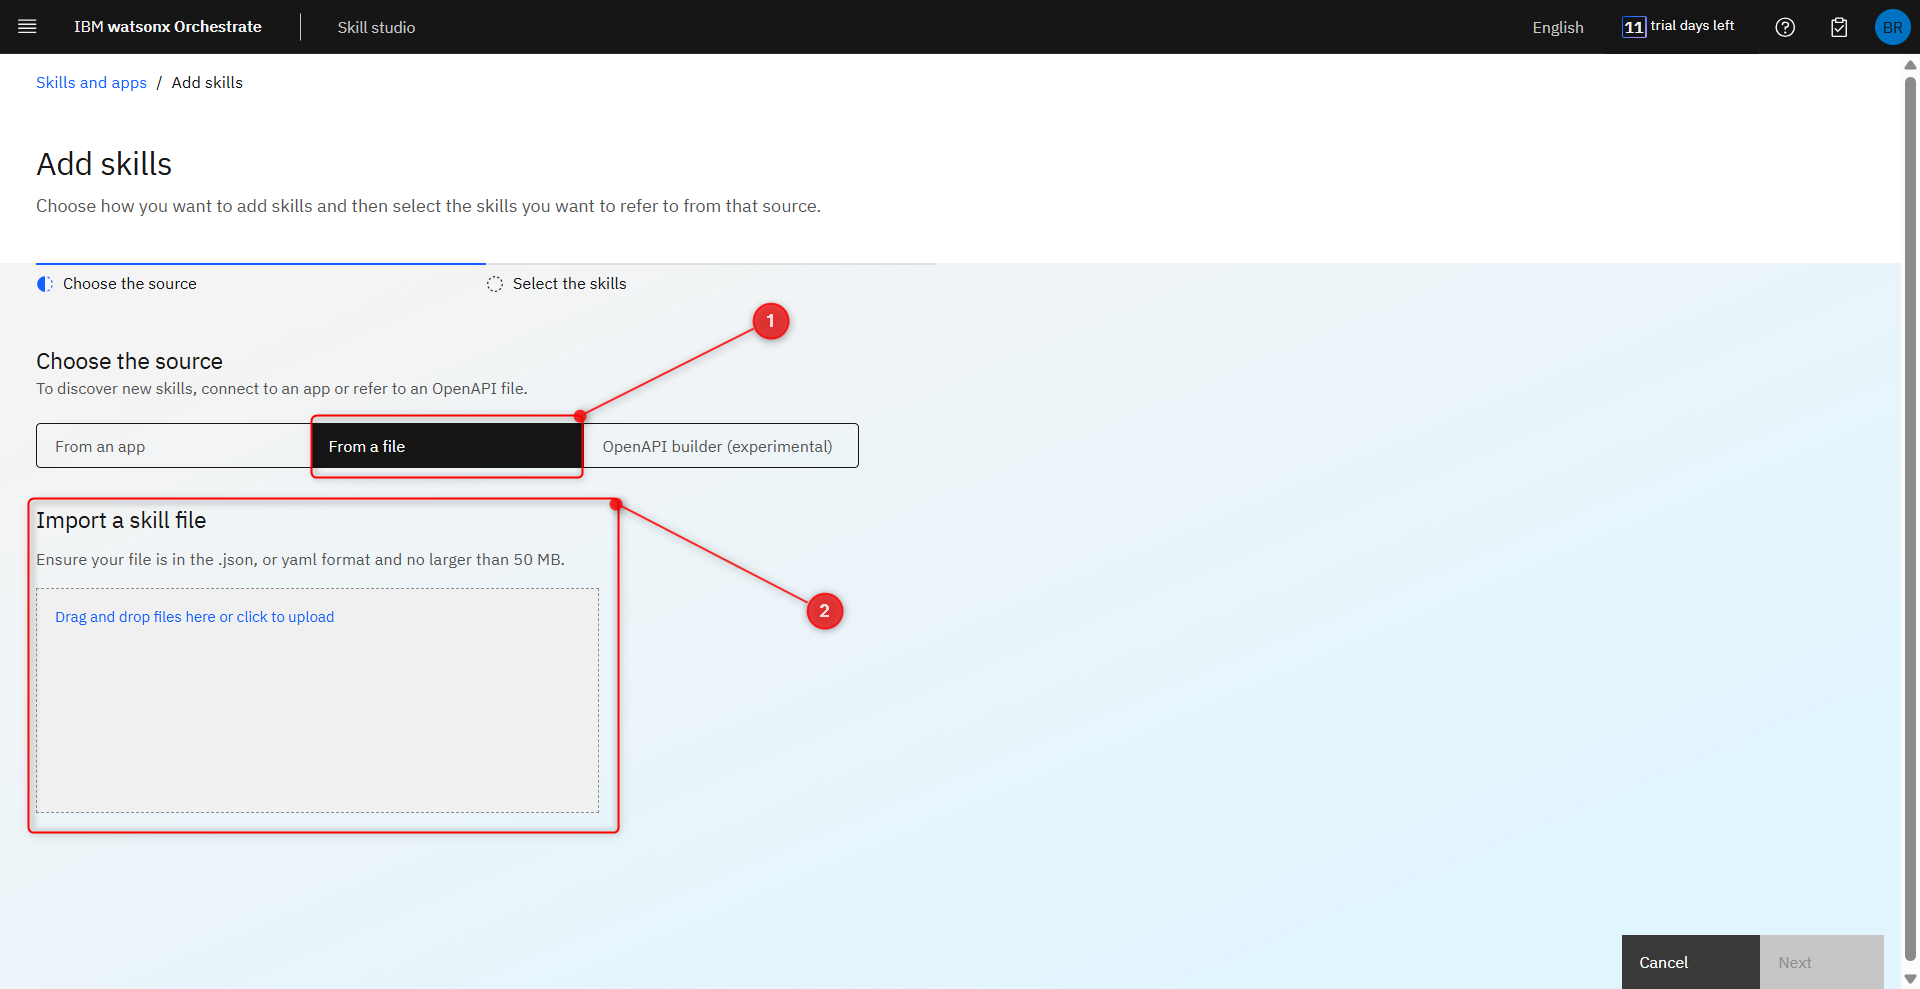 IBM watsonx Orchestrate
Skill studio
English
11 trial days left
BR
Skills and apps / Add skills
Add skills
Choose how you want to add skills and then select the skills you want to refer to from that source.
Choose the source
Select the skills
1
Choose the source
To discover new skills, connect to an app or refer to an OpenAPI file.
From an app
From a file
OpenAPI builder (experimental)
Import a skill file
Ensure your file is in the .json, or yaml format and no larger than 50 MB.
Drag and drop files here or click to upload
2
Cancel
Next